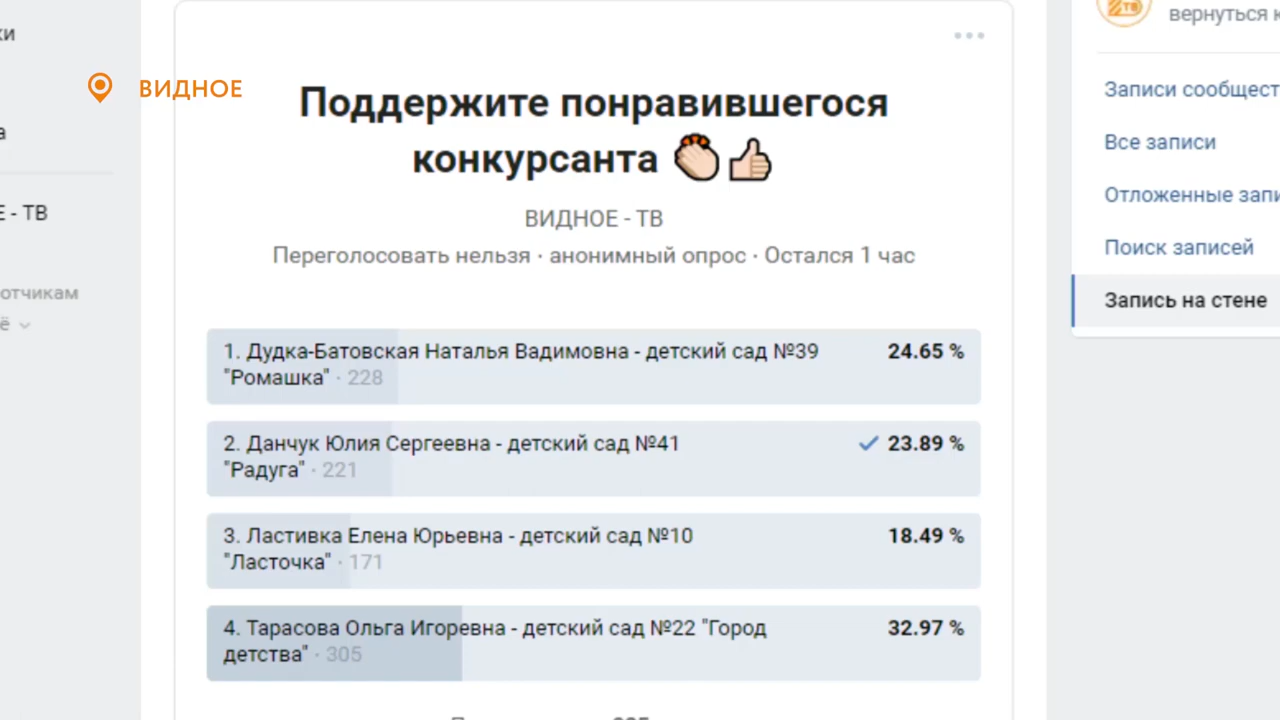 ки
ВИДНОЕ
а
Е - ТВ
отчикам
ё
Поддержите понравившегося
конкурсанта 👏👍
ВИДНОЕ - ТВ
Переголосовать нельзя · анонимный опрос · Остался 1 час
1. Дудка-Батовская Наталья Вадимовна - детский сад №39
"Ромашка" · 228
24.65 %
2. Данчук Юлия Сергеевна - детский сад №41
"Радуга" · 221
23.89 %
3. Ластивка Елена Юрьевна - детский сад №10
"Ласточка" · 171
18.49 %
4. Тарасова Ольга Игоревна - детский сад №22 "Город
детства" · 305
32.97 %
ТВ
вернуться к
Записи сообщест
Все записи
Отложенные запи
Поиск записей
Запись на стене